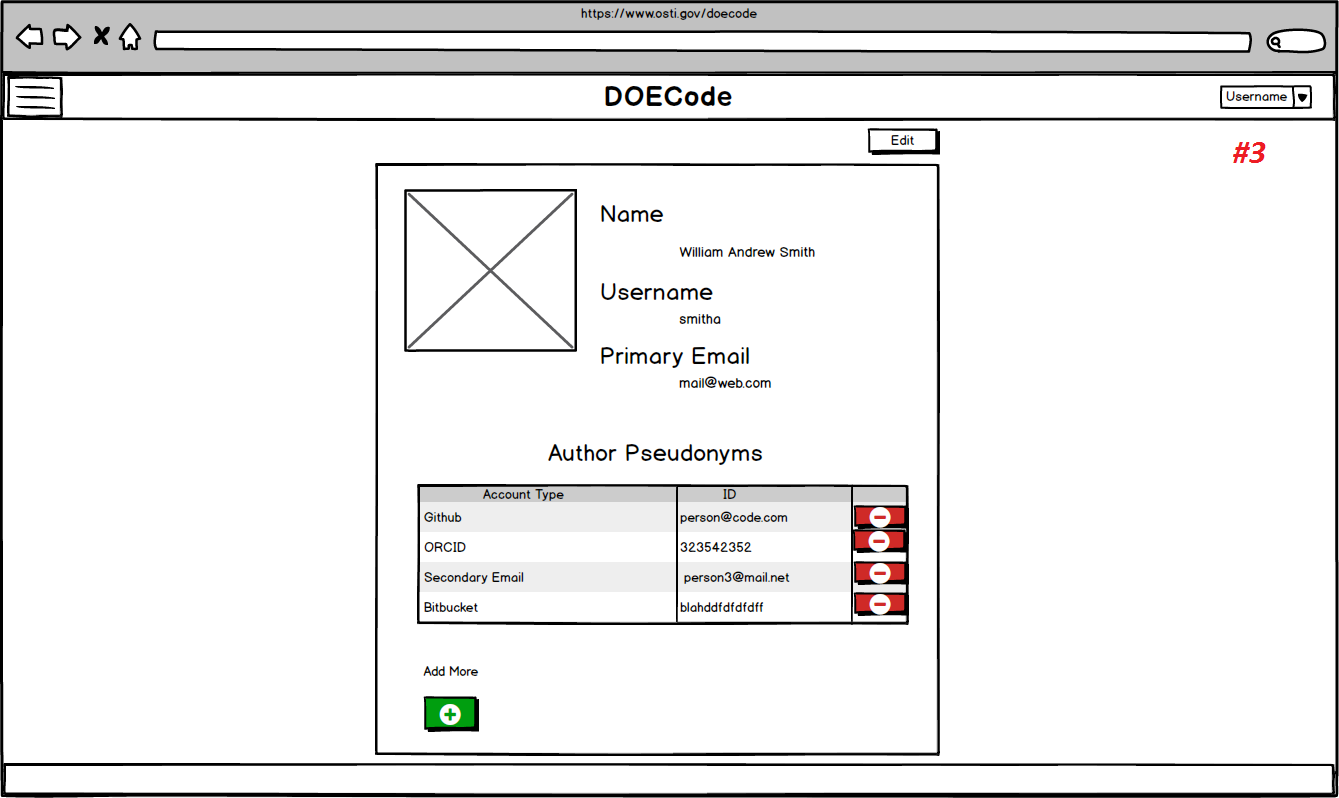 https://www.osti.gov/doecode
DOECode
Username
Edit
#3
Name
William Andrew Smith
Username
smitha
Primary Email
mail@web.com
Author Pseudonyms
Account Type ID
Github person@code.com
ORCID 323542352
Secondary Email person3@mail.net
Bitbucket blahddfdfdfdff
Add More